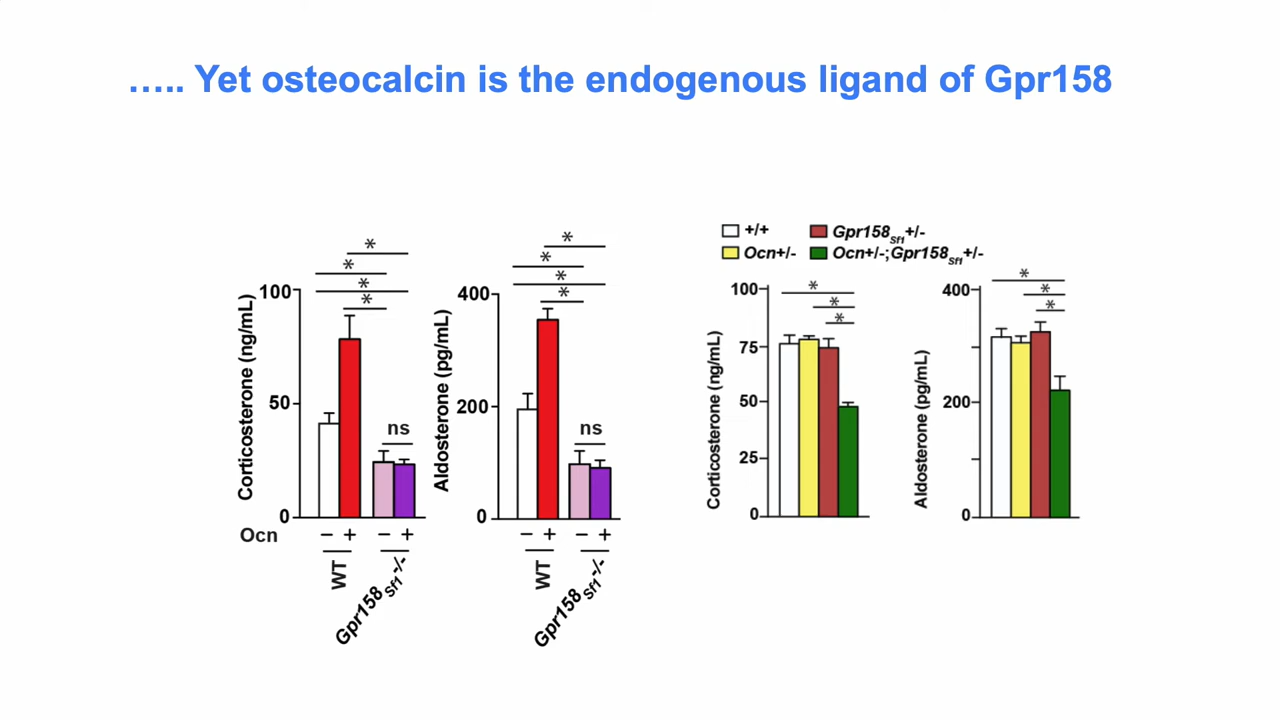 ….. Yet osteocalcin is the endogenous ligand of Gpr158
Corticosterone (ng/mL)
100
50
0
*
*
*
*
ns
Ocn
− + − +
WT
Gpr158Sf1-/-
Aldosterone (pg/mL)
400
200
0
*
*
*
*
ns
− + − +
WT
Gpr158Sf1-/-
+/+
Gpr158Sf1+/-
Ocn+/-
Ocn+/-;Gpr158Sf1+/-
Corticosterone (ng/mL)
100
75
50
25
0
*
*
*
Aldosterone (pg/mL)
400
200
0
*
*
*